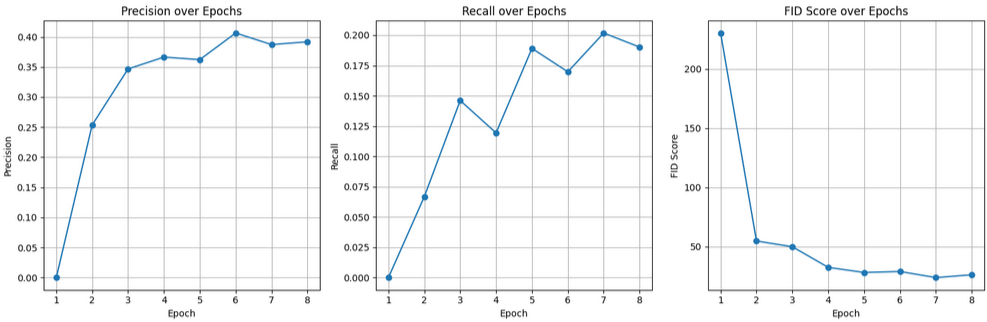 Precision over Epochs
Precision
0.40
0.35
0.30
0.25
0.20
0.15
0.10
0.05
0.00
1 2 3 4 5 6 7 8
Epoch
Recall over Epochs
Recall
0.200
0.175
0.150
0.125
0.100
0.075
0.050
0.025
0.000
1 2 3 4 5 6 7 8
Epoch
FID Score over Epochs
FID Score
200
150
100
50
1 2 3 4 5 6 7 8
Epoch